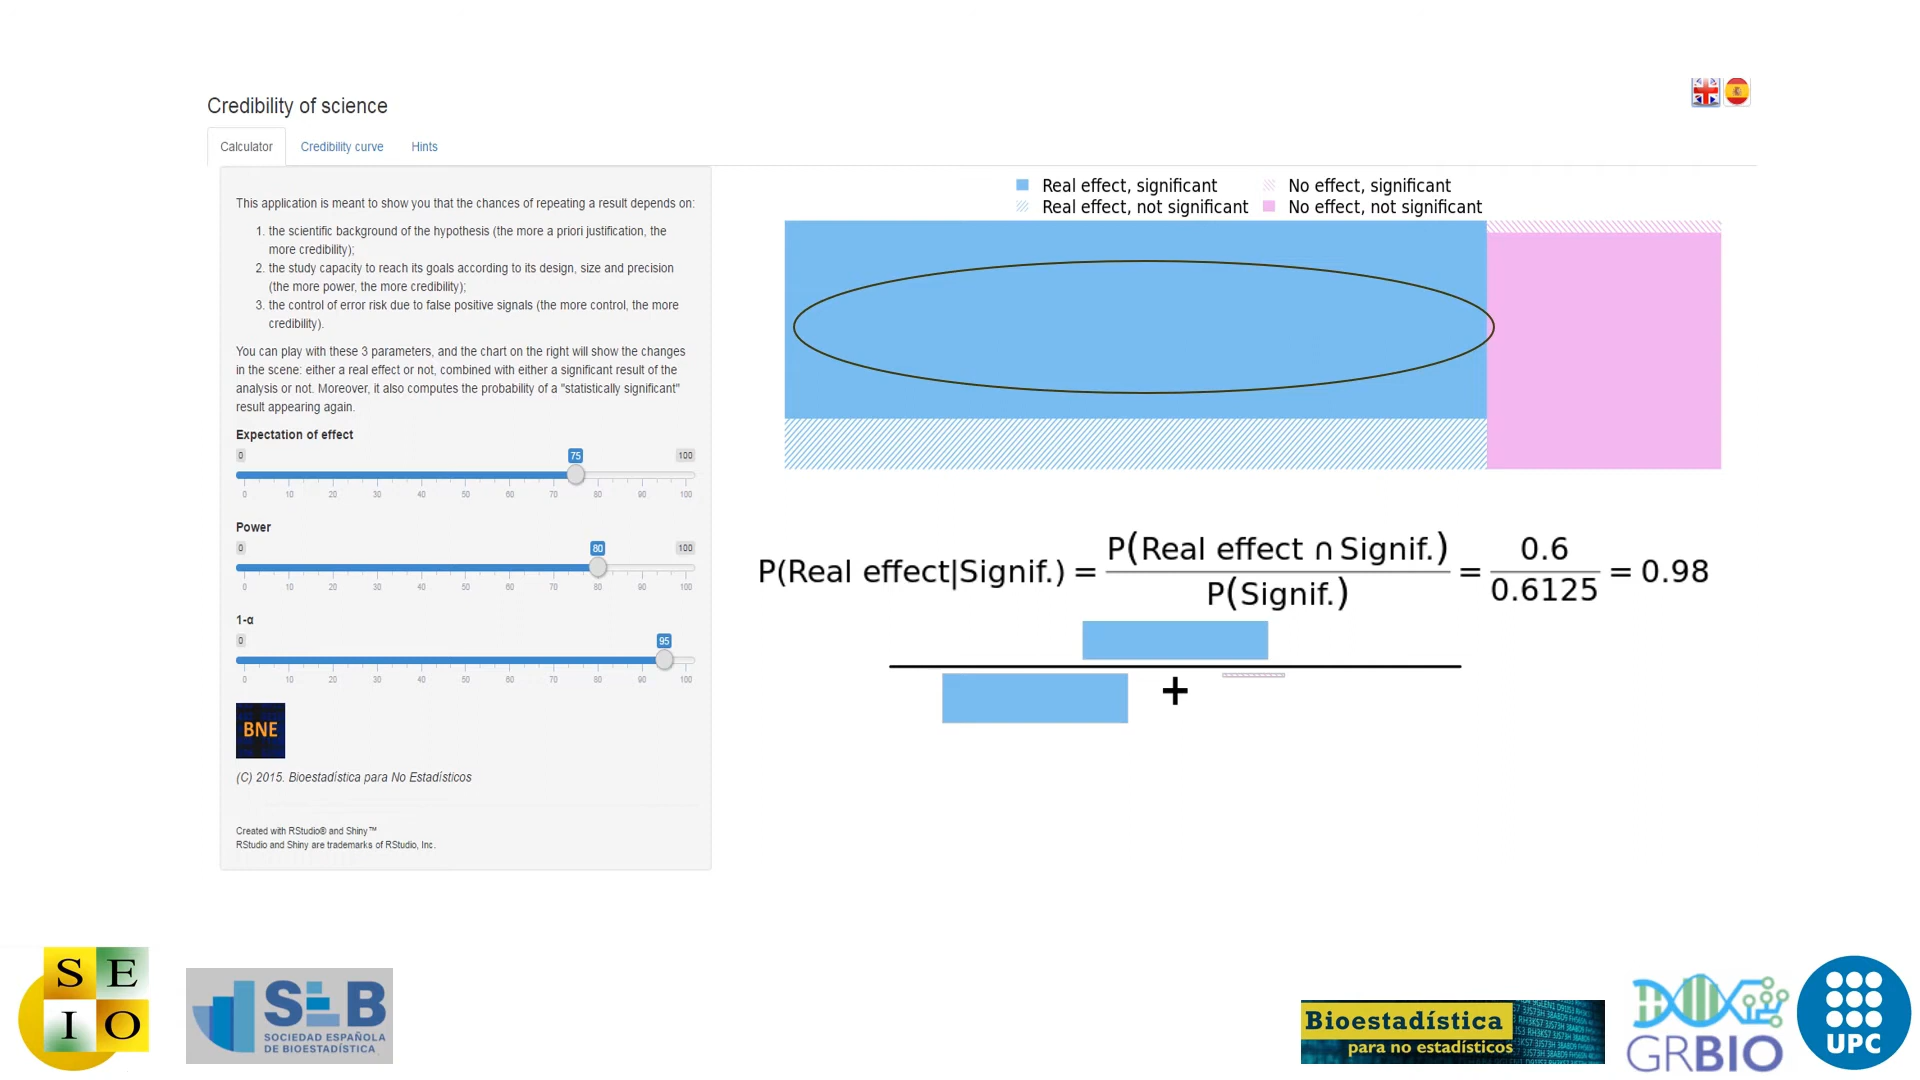 Credibility of science
Calculator
Credibility curve
Hints
This application is meant to show you that the chances of repeating a result depends on:
1. the scientific background of the hypothesis (the more a priori justification, the
more credibility);
2. the study capacity to reach its goals according to its design, size and precision
(the more power, the more credibility);
3. the control of error risk due to false positive signals (the more control, the more
credibility).
You can play with these 3 parameters, and the chart on the right will show the changes
in the scene: either a real effect or not, combined with either a significant result of the
analysis or not. Moreover, it also computes the probability of a "statistically significant"
result appearing again.
Expectation of effect
0 75 100
0 10 20 30 40 50 60 70 80 90 100
Power
0 80 100
0 10 20 30 40 50 60 70 80 90 100
1-α
0 95 100
0 10 20 30 40 50 60 70 80 90 100
BNE
(C) 2015. Bioestadística para No Estadísticos
Created with RStudio® and Shiny™
RStudio and Shiny are trademarks of RStudio, Inc.
Real effect, significant
No effect, significant
Real effect, not significant
No effect, not significant
P(Real effect|Signif.) = P(Real effect ∩ Signif.) / P(Signif.) = 0.6 / 0.6125 = 0.98
+
S E
I O
SEB
SOCIEDAD ESPAÑOLA
DE BIOESTADÍSTICA
Bioestadística
para no estadísticos
GRBIO
UPC